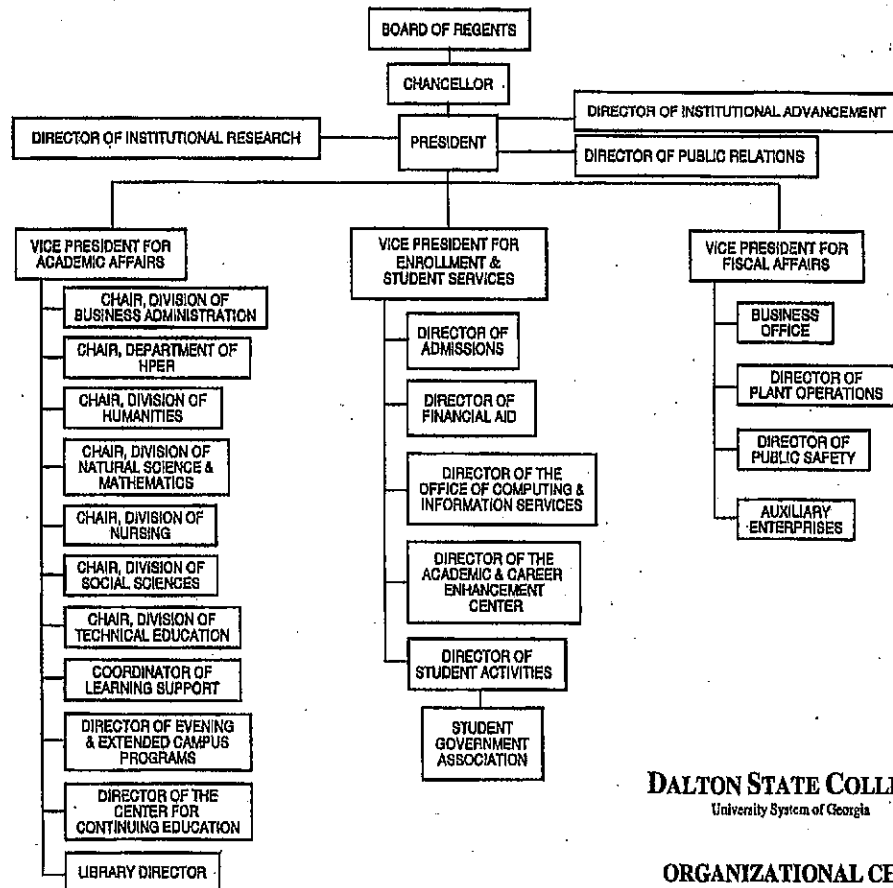 BOARD OF REGENTS
CHANCELLOR
DIRECTOR OF INSTITUTIONAL RESEARCH
PRESIDENT
DIRECTOR OF INSTITUTIONAL ADVANCEMENT
DIRECTOR OF PUBLIC RELATIONS
VICE PRESIDENT FOR
ACADEMIC AFFAIRS
CHAIR, DIVISION OF
BUSINESS ADMINISTRATION
CHAIR, DEPARTMENT OF
HPER
CHAIR, DIVISION OF
HUMANITIES
CHAIR, DIVISION OF
NATURAL SCIENCE &
MATHEMATICS
CHAIR, DIVISION OF
NURSING
CHAIR, DIVISION OF
SOCIAL SCIENCES
CHAIR, DIVISION OF
TECHNICAL EDUCATION
COORDINATOR OF
LEARNING SUPPORT
DIRECTOR OF EVENING
& EXTENDED CAMPUS
PROGRAMS
DIRECTOR OF THE
CENTER FOR
CONTINUING EDUCATION
LIBRARY DIRECTOR
VICE PRESIDENT FOR
ENROLLMENT &
STUDENT SERVICES
DIRECTOR OF
ADMISSIONS
DIRECTOR OF
FINANCIAL AID
DIRECTOR OF THE
OFFICE OF COMPUTING &
INFORMATION SERVICES
DIRECTOR OF THE
ACADEMIC & CAREER
ENHANCEMENT
CENTER
DIRECTOR OF
STUDENT ACTIVITIES
STUDENT
GOVERNMENT
ASSOCIATION
VICE PRESIDENT FOR
FISCAL AFFAIRS
BUSINESS
OFFICE
DIRECTOR OF
PLANT OPERATIONS
DIRECTOR OF
PUBLIC SAFETY
AUXILIARY
ENTERPRISES
DALTON STATE COLLE
University System of Georgia
ORGANIZATIONAL